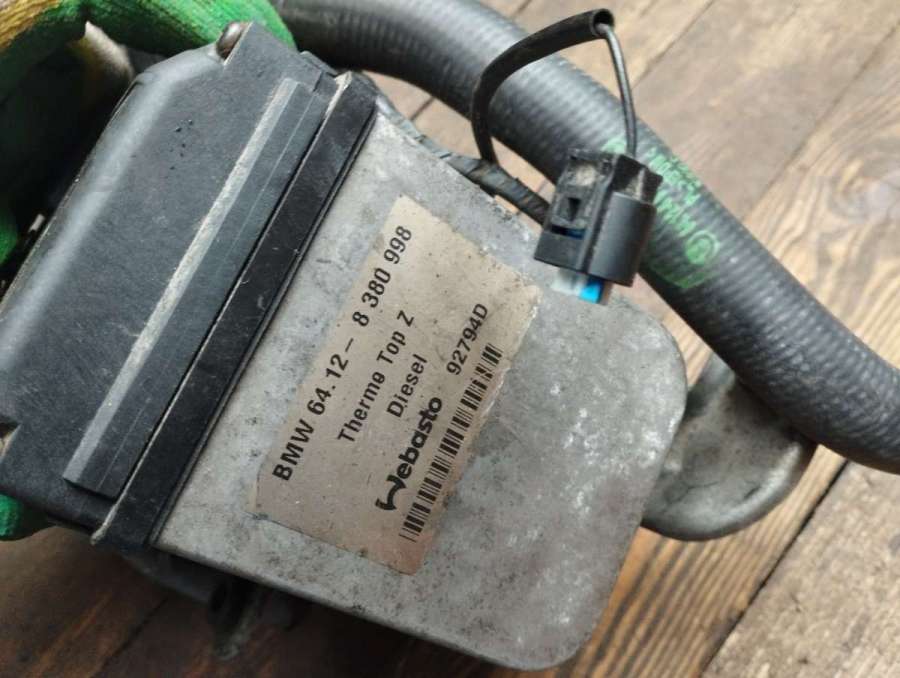 BMW 64.12-8 380 998
Thermo Top Z
Diesel
Webasto 92794D